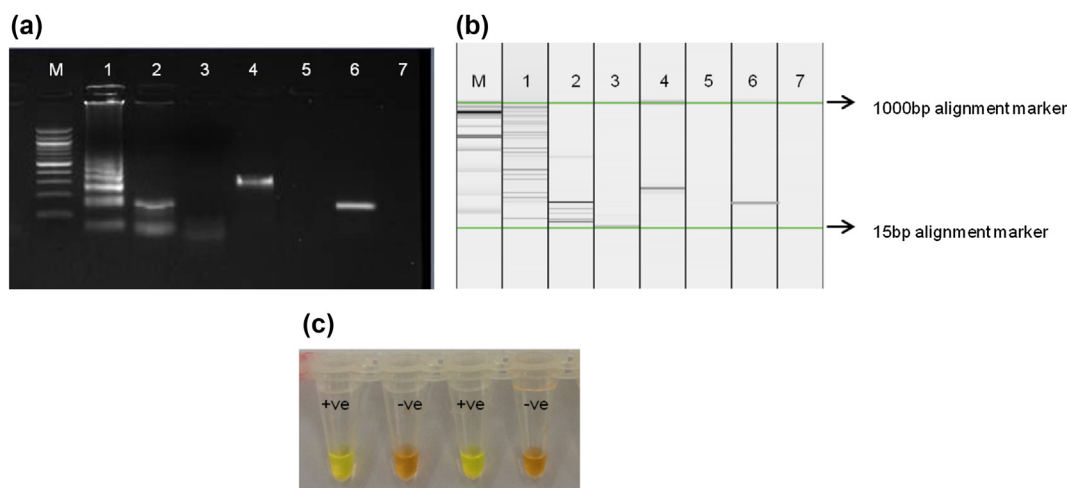 (a)
M 1 2 3 4 5 6 7
(b)
M 1 2 3 4 5 6 7
1000bp alignment marker
15bp alignment marker
(c)
+ve -ve +ve -ve